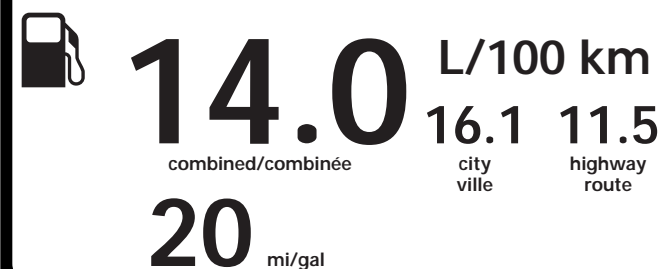 14.0 L/100 km
combined/combinée
16.1 11.5
city highway
ville route
20 mi/gal